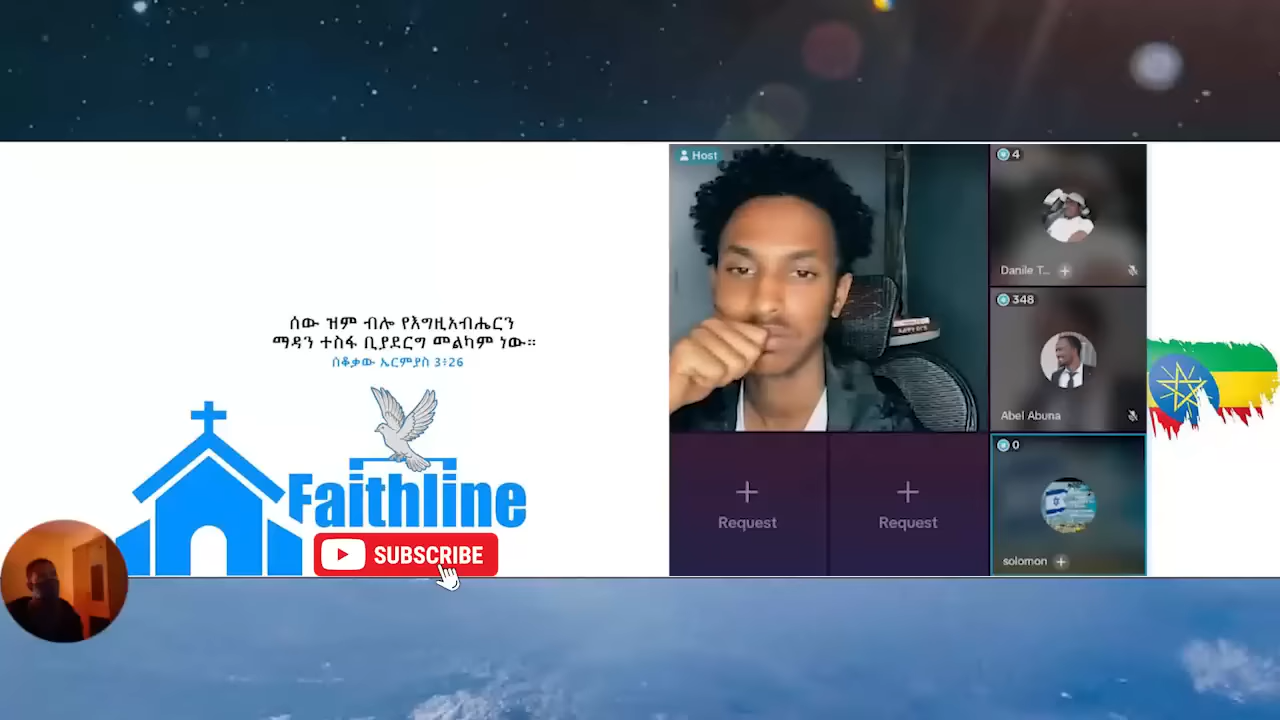 ሰው ዝም ብሎ የእግዚአብሔርን
ማዳን ተስፋ ቢያደርግ መልካም ነው።
ሰቆቃው ኤርምያስ 3፥26
Faithline
SUBSCRIBE
Host
4
Danile T...
348
Abel Abuna
0
solomon
Request
Request